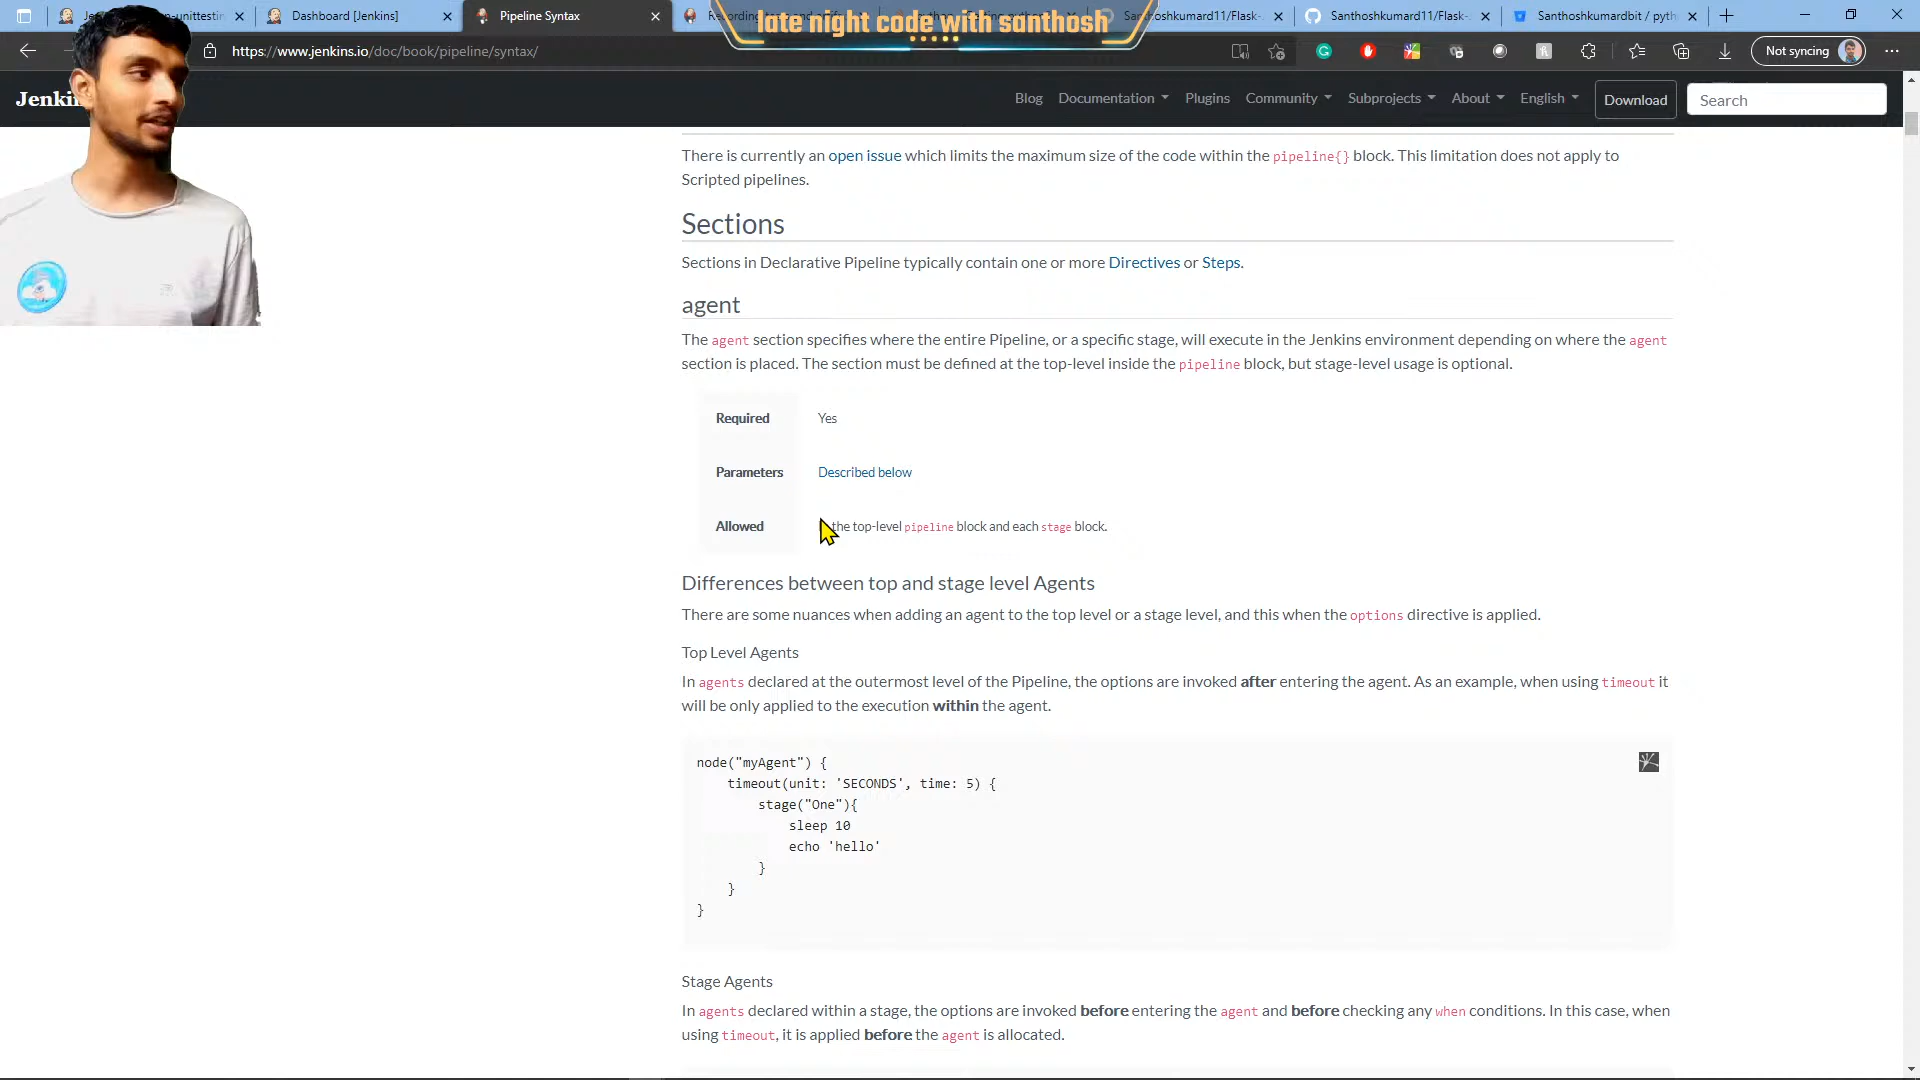 Dashboard [Jenkins]
Pipeline Syntax
Santhoshkumard11/Flask-
Santhoshkumardbit / pyth
late night code with santhosh
https://www.jenkins.io/doc/book/pipeline/syntax/
Not syncing
Blog Documentation Plugins Community Subprojects About English Download Search
There is currently an open issue which limits the maximum size of the code within the pipeline{} block. This limitation does not apply to
Scripted pipelines.
Sections
Sections in Declarative Pipeline typically contain one or more Directives or Steps.
agent
The agent section specifies where the entire Pipeline, or a specific stage, will execute in the Jenkins environment depending on where the agent
section is placed. The section must be defined at the top-level inside the pipeline block, but stage-level usage is optional.
Required Yes
Parameters Described below
Allowed the top-level pipeline block and each stage block.
Differences between top and stage level Agents
There are some nuances when adding an agent to the top level or a stage level, and this when the options directive is applied.
Top Level Agents
In agents declared at the outermost level of the Pipeline, the options are invoked after entering the agent. As an example, when using timeout it
will be only applied to the execution within the agent.
node("myAgent") {
timeout(unit: 'SECONDS', time: 5) {
stage("One"){
sleep 10
echo 'hello'
}
}
}
Stage Agents
In agents declared within a stage, the options are invoked before entering the agent and before checking any when conditions. In this case, when
using timeout, it is applied before the agent is allocated.